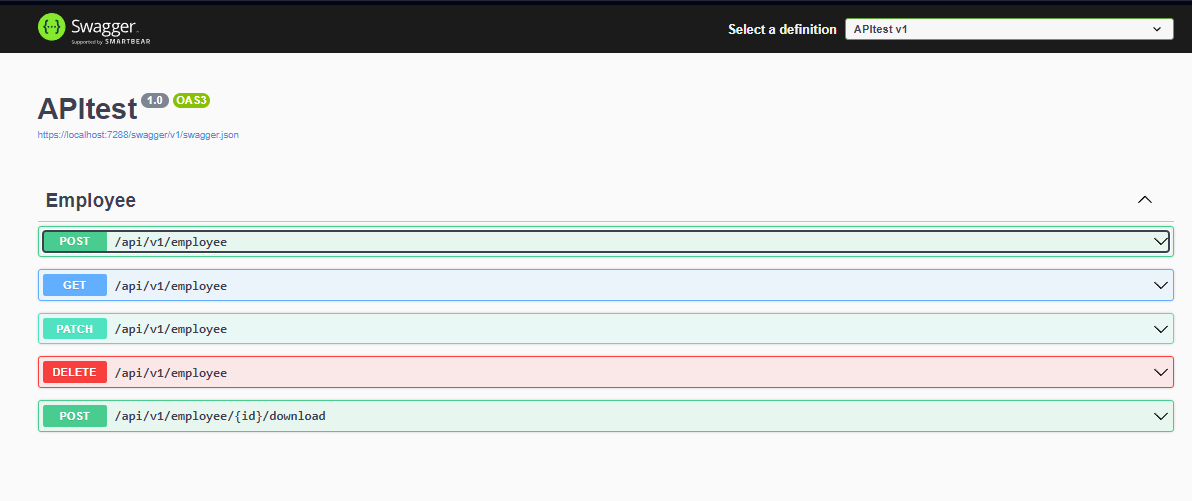 Swagger
Supported by SMARTBEAR
Select a definition
APItest v1
APItest 1.0 OAS3
https://localhost:7288/swagger/v1/swagger.json
Employee
POST /api/v1/employee
GET /api/v1/employee
PATCH /api/v1/employee
DELETE /api/v1/employee
POST /api/v1/employee/{id}/download